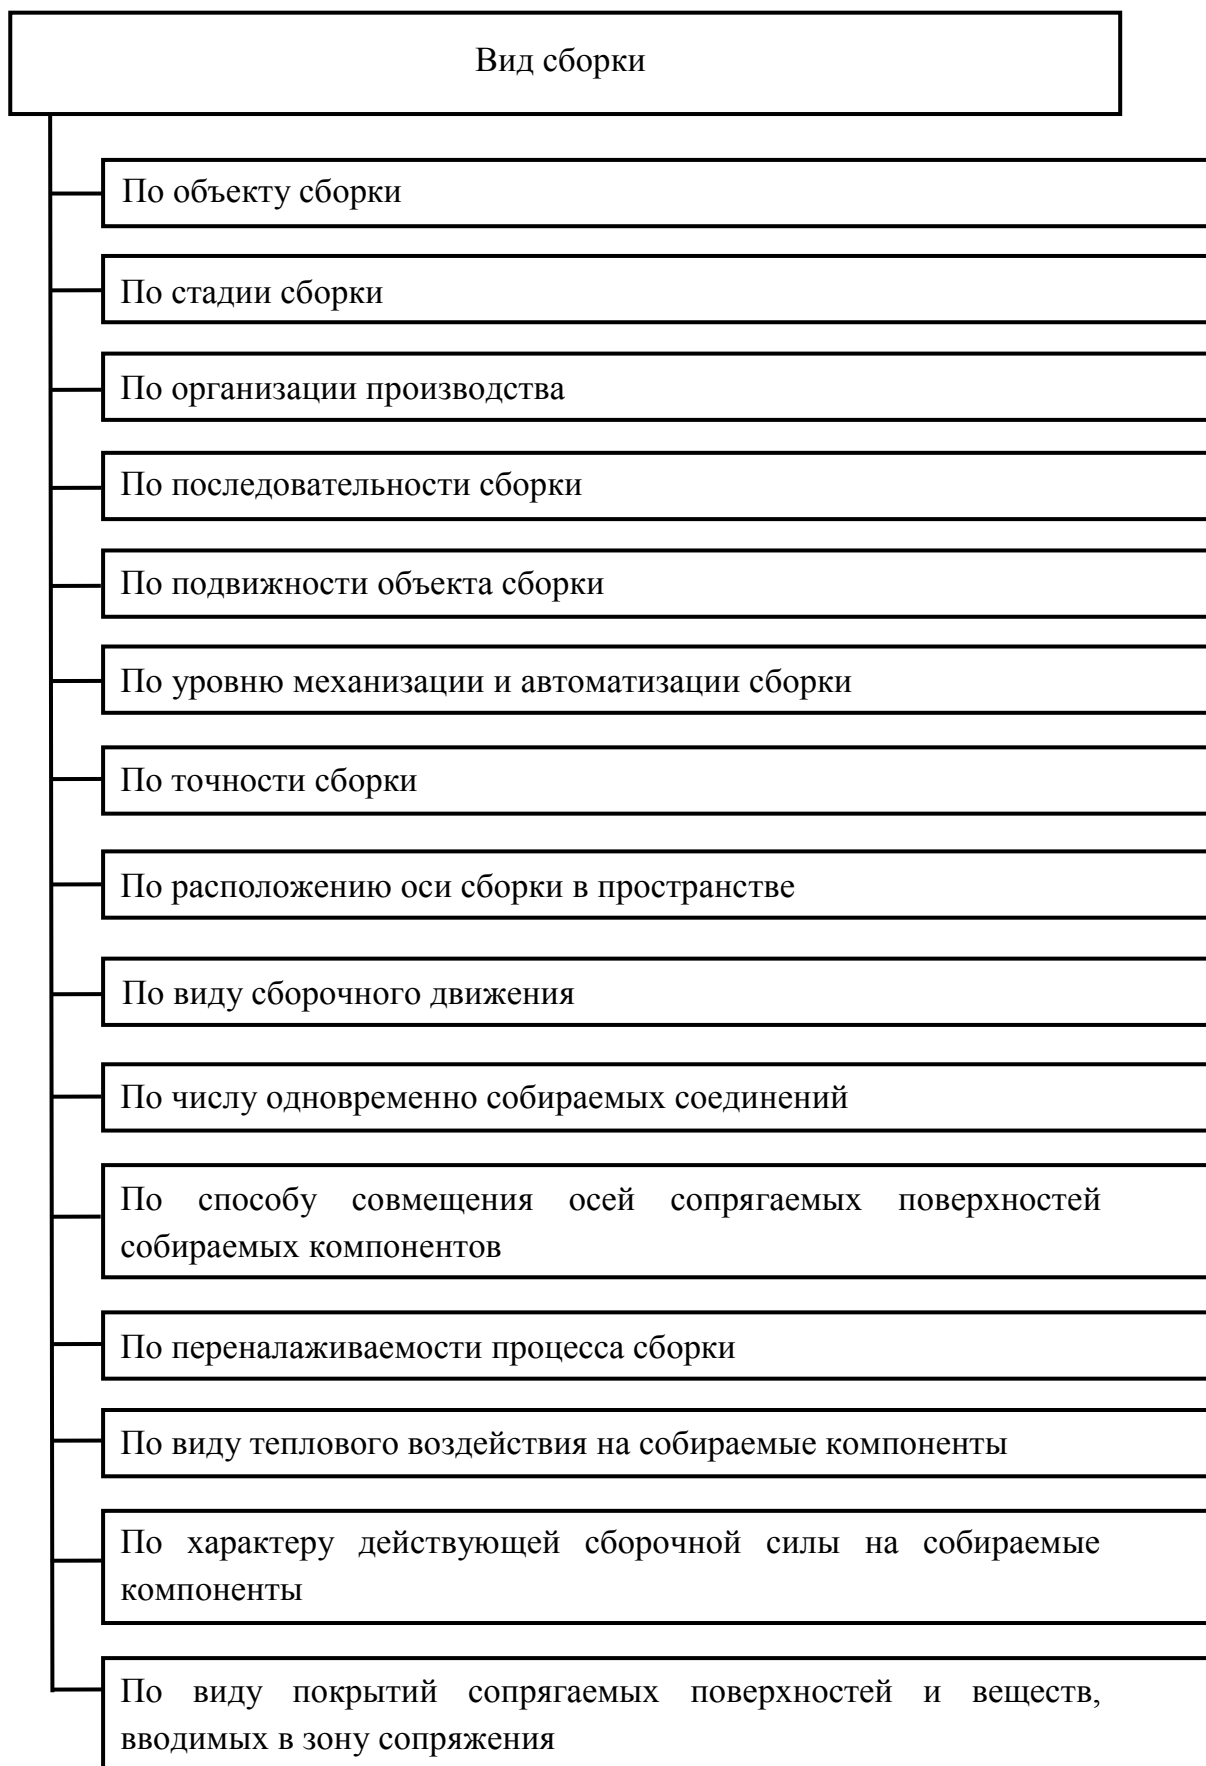 Вид сборки
По объекту сборки
По стадии сборки
По организации производства
По последовательности сборки
По подвижности объекта сборки
По уровню механизации и автоматизации сборки
По точности сборки
По расположению оси сборки в пространстве
По виду сборочного движения
По числу одновременно собираемых соединений
По способу совмещения осей сопрягаемых поверхностей
собираемых компонентов
По переналаживаемости процесса сборки
По виду теплового воздействия на собираемые компоненты
По характеру действующей сборочной силы на собираемые
компоненты
По виду покрытий сопрягаемых поверхностей и веществ,
вводимых в зону сопряжения